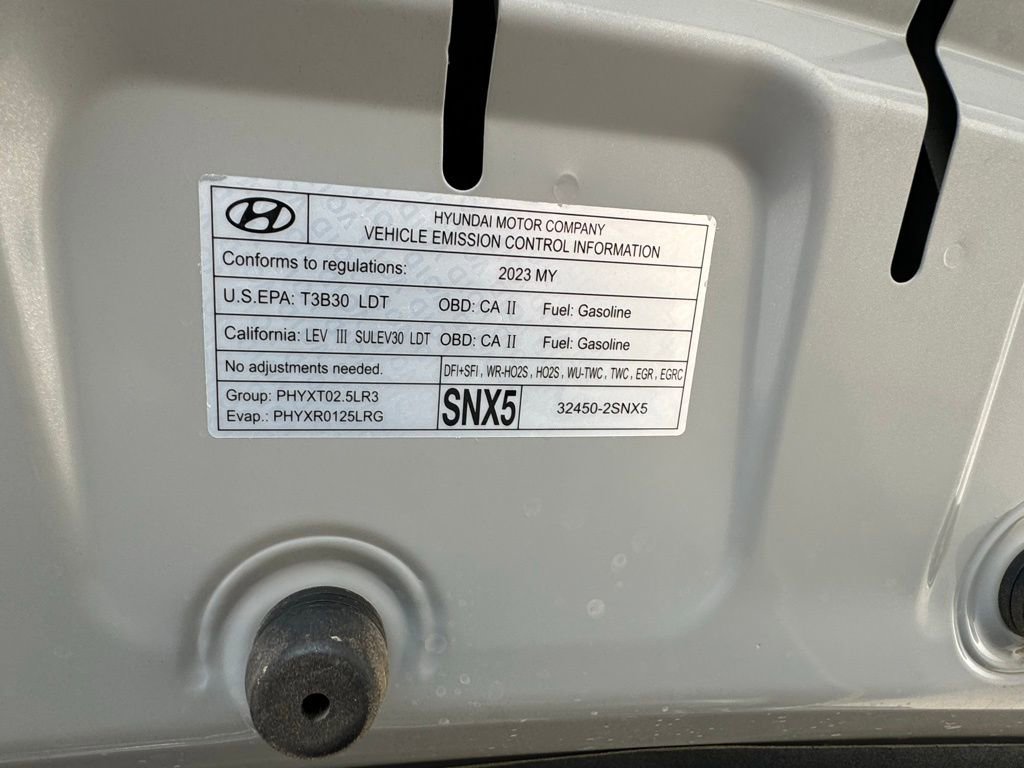 HYUNDAI MOTOR COMPANY
VEHICLE EMISSION CONTROL INFORMATION
Conforms to regulations: 2023 MY
U.S.EPA: T3B30 LDT OBD: CA II Fuel: Gasoline
California: LEV III SULEV30 LDT OBD: CA II Fuel: Gasoline
No adjustments needed. DFI+SFI , WR-HO2S , HO2S , WU-TWC , TWC , EGR , EGRC
Group: PHYXT02.5LR3
Evap.: PHYXR0125LRG
SNX5
32450-2SNX5